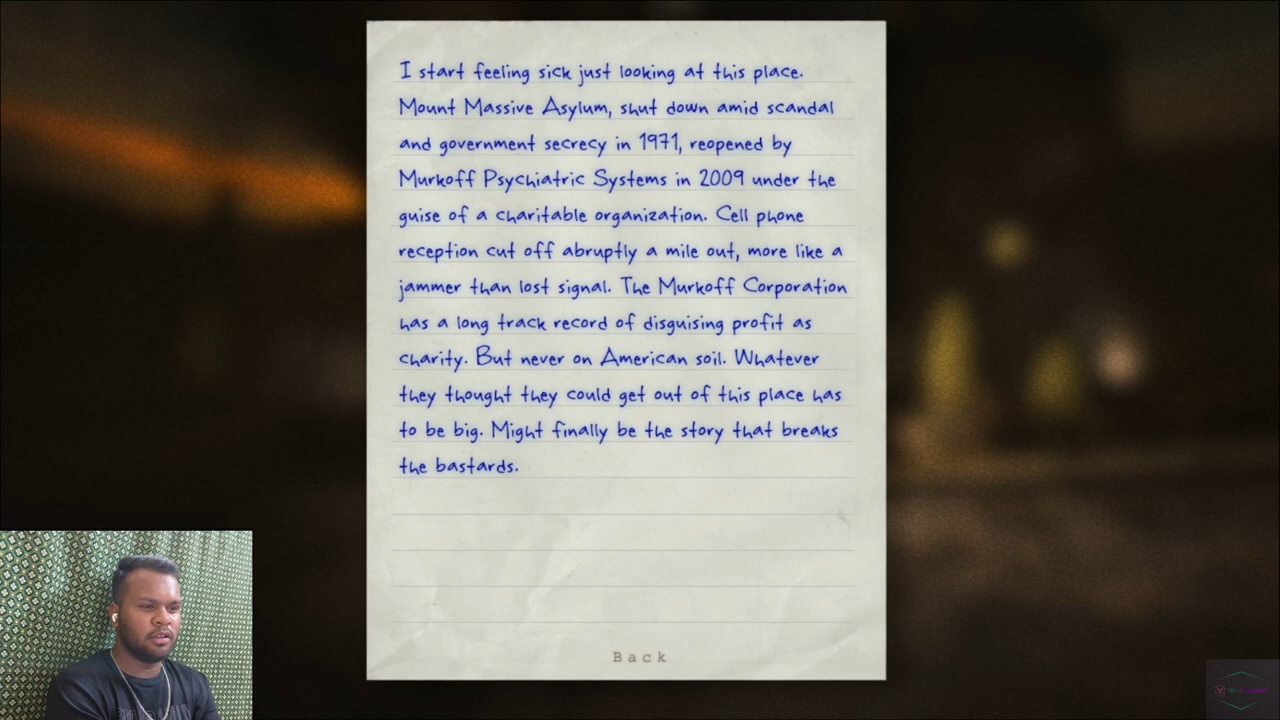 I start feeling sick just looking at this place.
Mount Massive Asylum, shut down amid scandal
and government secrecy in 1971, reopened by
Murkoff Psychiatric Systems in 2009 under the
guise of a charitable organization. Cell phone
reception cut off abruptly a mile out, more like a
jammer than lost signal. The Murkoff Corporation
has a long track record of disguising profit as
charity. But never on American soil. Whatever
they thought they could get out of this place has
to be big. Might finally be the story that breaks
the bastards.
Back